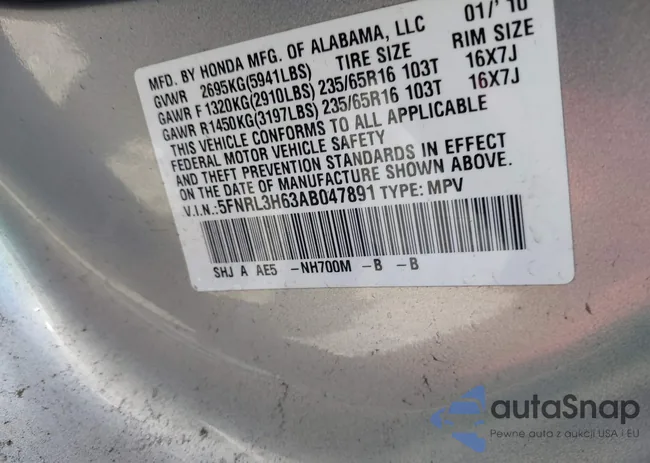 MFD. BY HONDA MFG. OF ALABAMA, LLC 01/'10
GVWR 2695KG(5941LBS) TIRE SIZE RIM SIZE
GAWR F 1320KG(2910LBS) 235/65R16 103T 16X7J
GAWR R1450KG(3197LBS) 235/65R16 103T 16X7J
THIS VEHICLE CONFORMS TO ALL APPLICABLE
FEDERAL MOTOR VEHICLE SAFETY
AND THEFT PREVENTION STANDARDS IN EFFECT
ON THE DATE OF MANUFACTURE SHOWN ABOVE.
V.I.N.:5FNRL3H63AB047891 TYPE: MPV
SHJ A AE5 -NH700M -B -B
autaSnap
Pewne auta z aukcji USA i EU